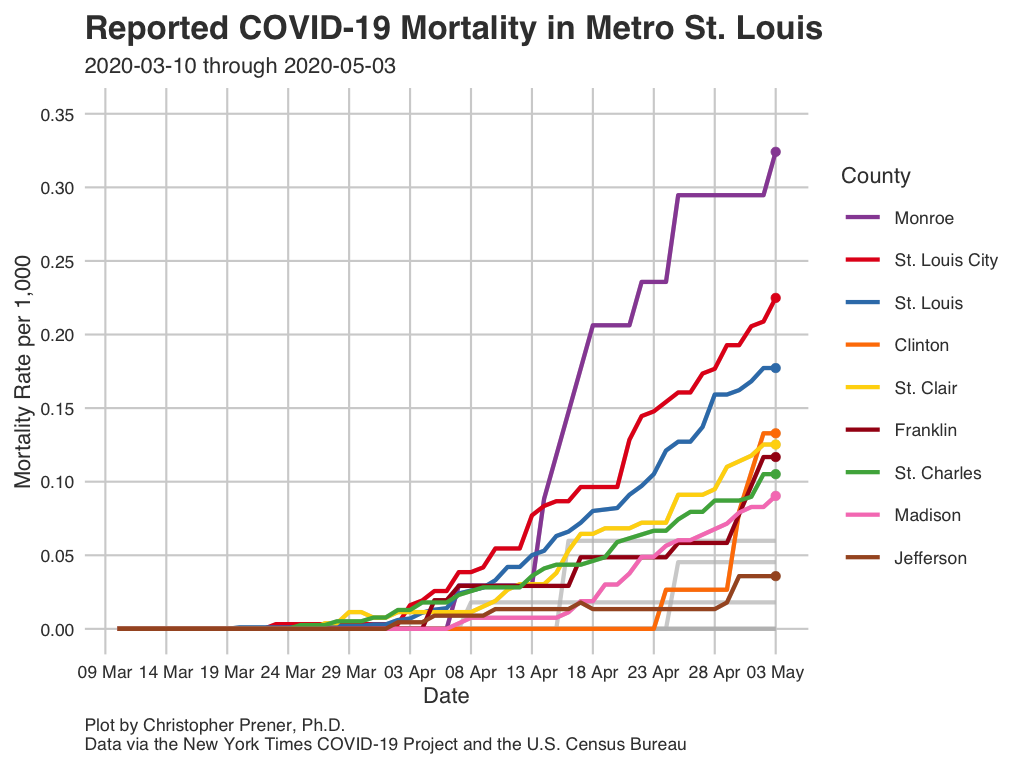 Reported COVID-19 Mortality in Metro St. Louis
2020-03-10 through 2020-05-03
Mortality Rate per 1,000
0.35
0.30
0.25
0.20
0.15
0.10
0.05
0.00
09 Mar 14 Mar 19 Mar 24 Mar 29 Mar 03 Apr 08 Apr 13 Apr 18 Apr 23 Apr 28 Apr 03 May
Date
County
Monroe
St. Louis City
St. Louis
Clinton
St. Clair
Franklin
St. Charles
Madison
Jefferson
Plot by Christopher Prener, Ph.D.
Data via the New York Times COVID-19 Project and the U.S. Census Bureau